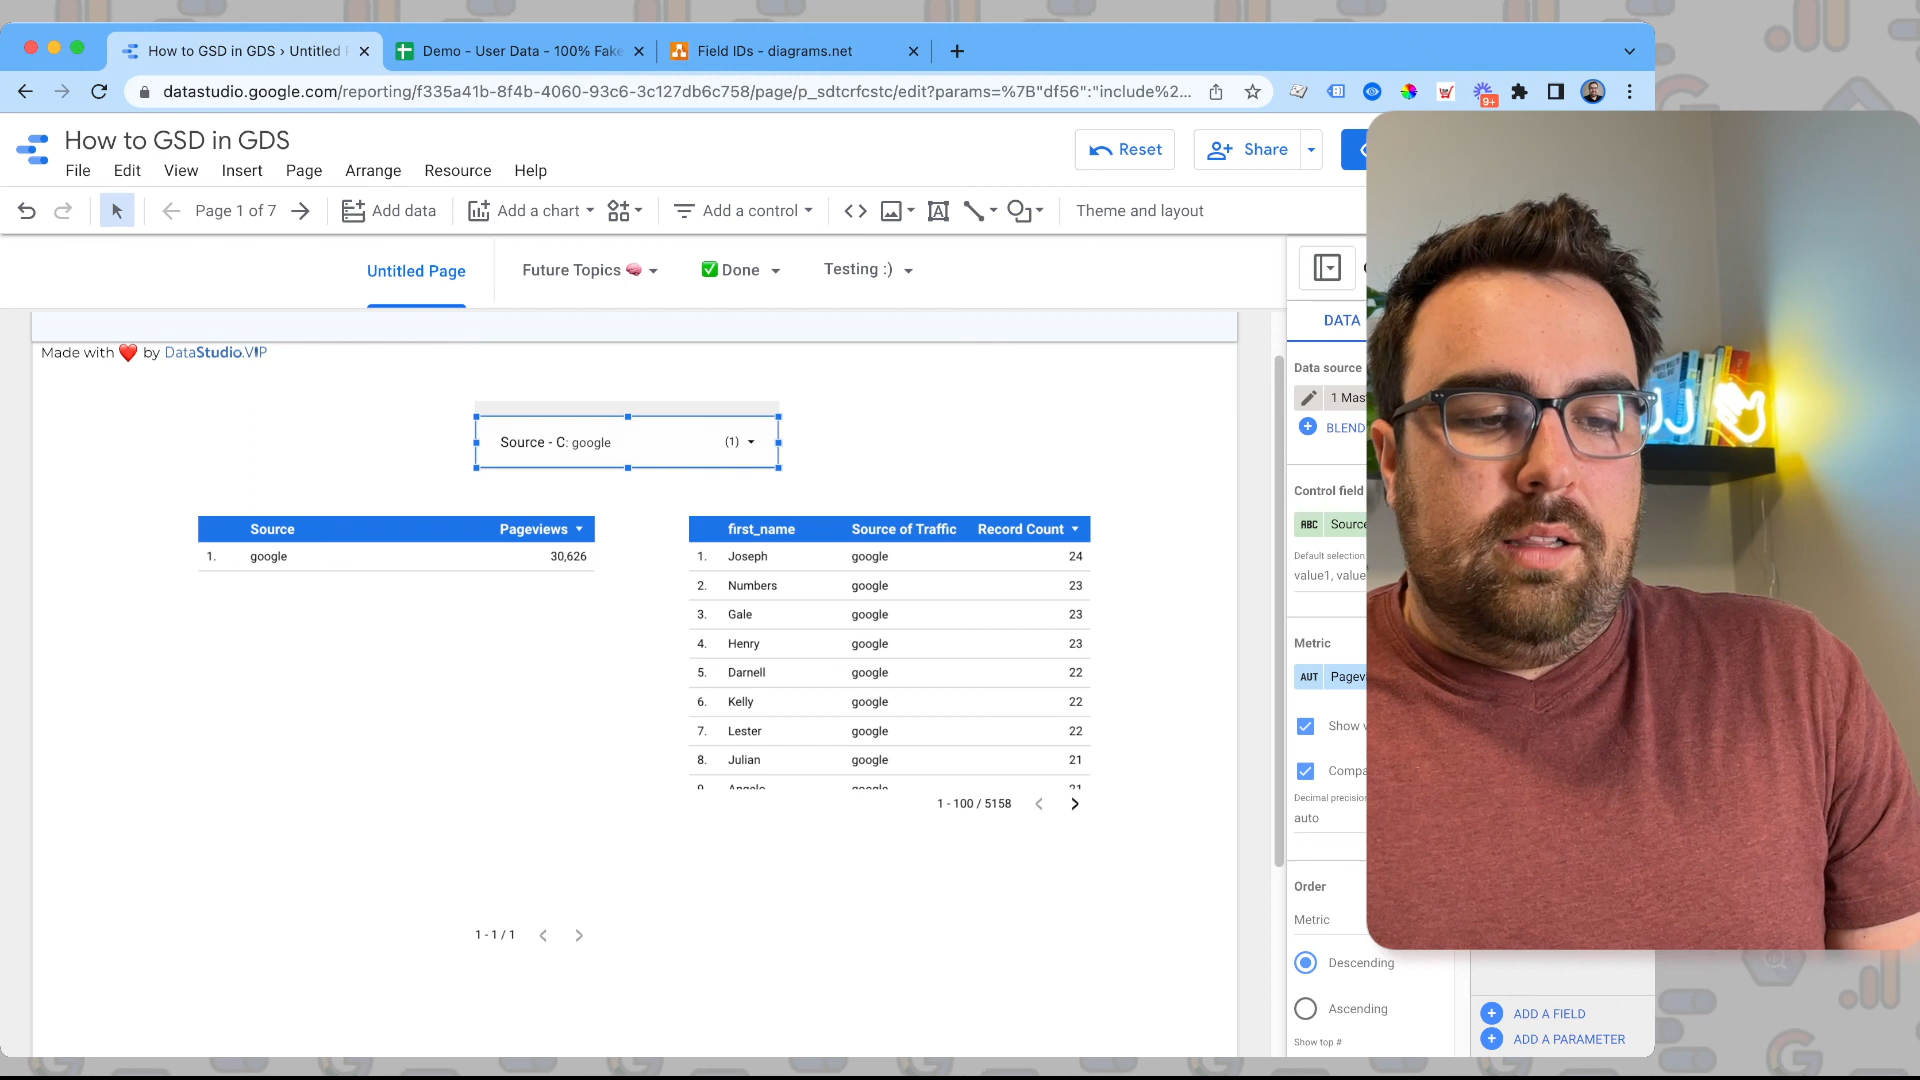 How to GSD in GDS › Untitled
Demo - User Data - 100% Fake
Field IDs - diagrams.net
datastudio.google.com/reporting/f335a41b-8f4b-4060-93c6-3c127db6c758/page/p_sdtcrfcstc/edit?params=%7B"df56":"include%2...
9+
How to GSD in GDS
Reset
Share
File Edit View Insert Page Arrange Resource Help
Page 1 of 7
Add data
Add a chart
Add a control
Theme and layout
Untitled Page
Future Topics
Done
Testing :)
Made with ❤️ by DataStudio.VIP
Source - C: google (1)
Source Pageviews
1. google 30,626
1 - 1 / 1
first_name Source of Traffic Record Count
1. Joseph google 24
2. Numbers google 23
3. Gale google 23
4. Henry google 23
5. Darnell google 22
6. Kelly google 22
7. Lester google 22
8. Julian google 21
9. Angelo google 21
1 - 100 / 5158
DATA
Data source
1 Mas
BLEND
Control field
ABC Source
Default selection
value1, value
Metric
AUT Pagev
Show v
Compa
Decimal precision
auto
Order
Metric
Descending
Ascending
Show top #
ADD A FIELD
ADD A PARAMETER